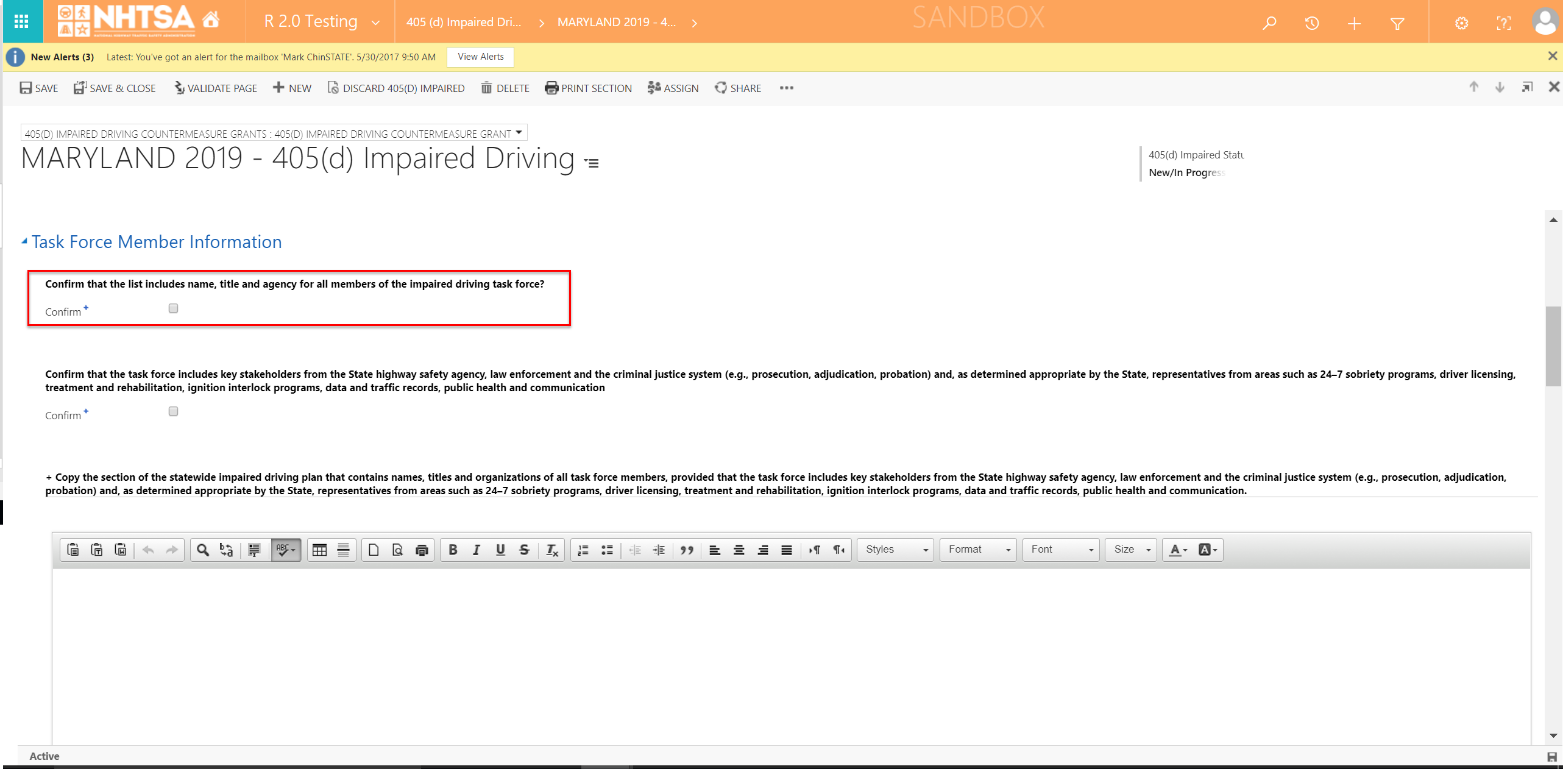 NHTSA
R 2.0 Testing
405 (d) Impaired Dri...
MARYLAND 2019 - 4...
SANDBOX
New Alerts (3) Latest: You've got an alert for the mailbox 'Mark ChinSTATE'. 5/30/2017 9:50 AM View Alerts
SAVE SAVE & CLOSE VALIDATE PAGE NEW DISCARD 405(D) IMPAIRED DELETE PRINT SECTION ASSIGN SHARE •••
405(D) IMPAIRED DRIVING COUNTERMEASURE GRANTS : 405(D) IMPAIRED DRIVING COUNTERMEASURE GRANT
MARYLAND 2019 - 405(d) Impaired Driving
405(d) Impaired Statu
New/In Progress
Task Force Member Information
Confirm that the list includes name, title and agency for all members of the impaired driving task force?
Confirm +
Confirm that the task force includes key stakeholders from the State highway safety agency, law enforcement and the criminal justice system (e.g., prosecution, adjudication, probation) and, as determined appropriate by the State, representatives from areas such as 24–7 sobriety programs, driver licensing,
treatment and rehabilitation, ignition interlock programs, data and traffic records, public health and communication
Confirm +
+ Copy the section of the statewide impaired driving plan that contains names, titles and organizations of all task force members, provided that the task force includes key stakeholders from the State highway safety agency, law enforcement and the criminal justice system (e.g., prosecution, adjudication,
probation) and, as determined appropriate by the State, representatives from areas such as 24–7 sobriety programs, driver licensing, treatment and rehabilitation, ignition interlock programs, data and traffic records, public health and communication.
B I U S Tx Styles Format Font Size A A
Active